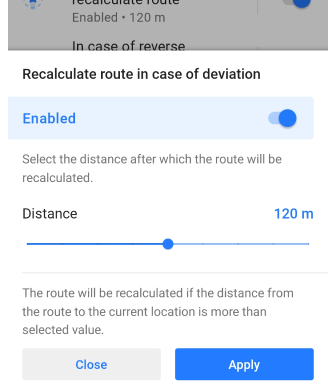 recalculate route
Enabled • 120 m
In case of reverse
Recalculate route in case of deviation
Enabled
Select the distance after which the route will be
recalculated.
Distance
120 m
The route will be recalculated if the distance from
the route to the current location is more than
selected value.
Close
Apply